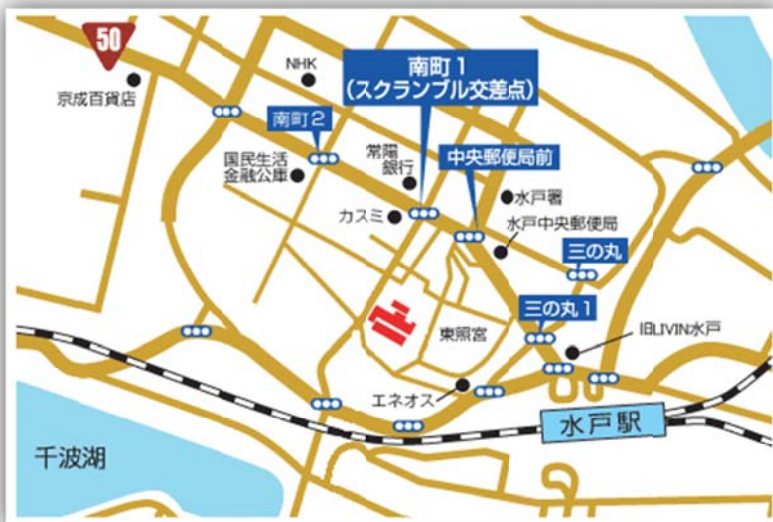 50
京成百貨店
NHK
南町1
(スクランブル交差点)
南町2
国民生活
金融公庫
常陽
銀行
カスミ
中央郵便局前
水戸署
水戸中央郵便局
三の丸
三の丸1
東照宮
旧LIVIN水戸
エネオス
水戸駅
千波湖